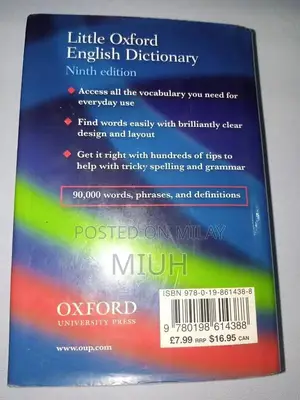 Little Oxford
English Dictionary
Ninth edition
Access all the vocabulary you need for
everyday use
Find words easily with brilliantly clear
design and layout
Get it right with hundreds of tips to
help with tricky spelling and grammar
90,000 words, phrases, and definitions
POSTED ON
MIUH
OXFORD
UNIVERSITY PRESS
www.oup.com
ISBN 978-0-19-861438-8
9 780198 614388
£7.99 RRP $16.95 CAN